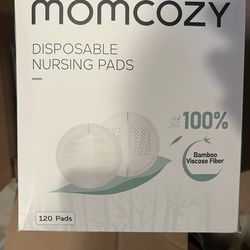 momcozy
DISPOSABLE
NURSING PADS
100%
Bamboo
Viscose Fiber
120 Pads